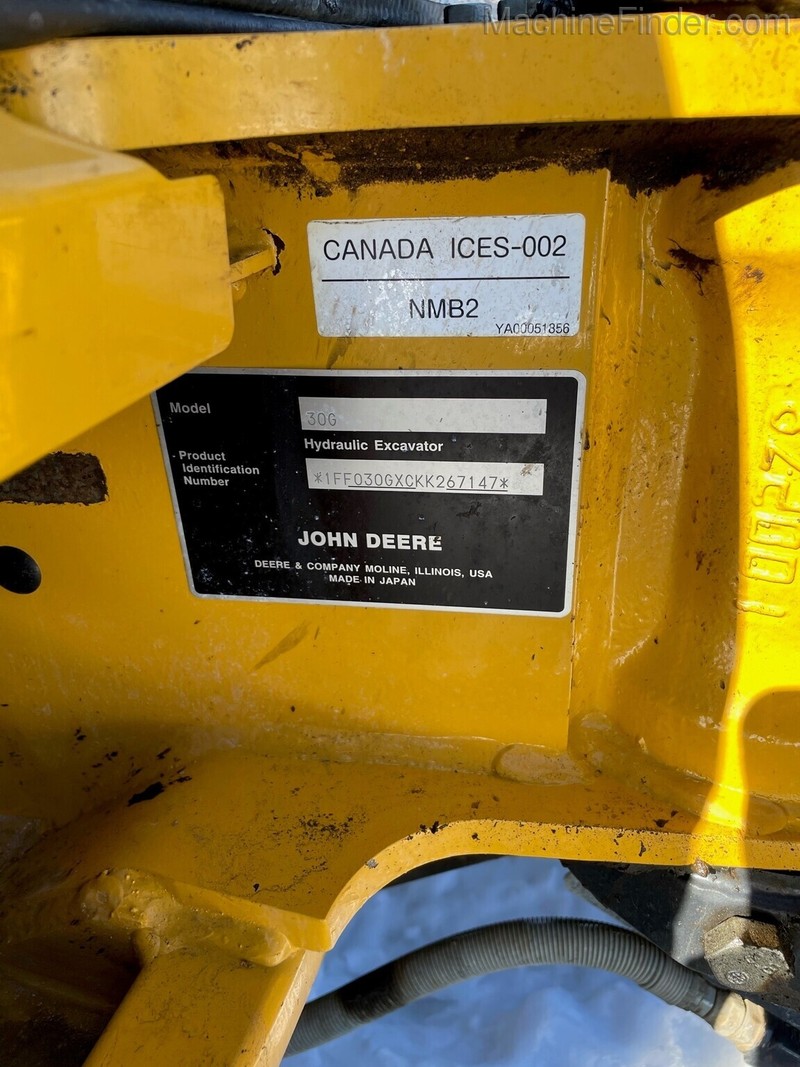 MachineFinder.com
CANADA ICES-002
NMB2
YA00051356
Model
30G
Hydraulic Excavator
Product
Identification
Number
*1FF030GXCKK267147*
JOHN DEERE
DEERE & COMPANY MOLINE, ILLINOIS, USA
MADE IN JAPAN